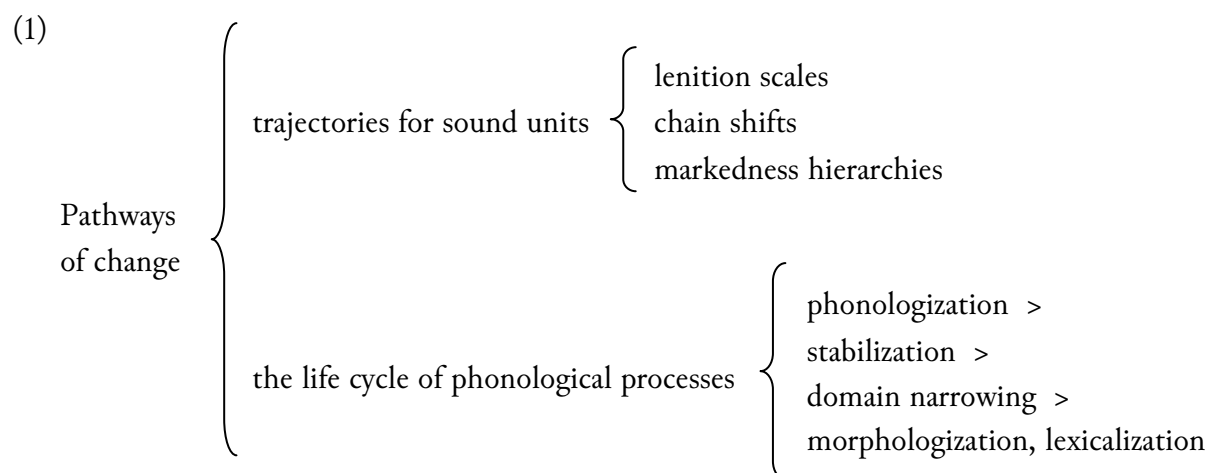 (1)
Pathways
of change
trajectories for sound units
lenition scales
chain shifts
markedness hierarchies
the life cycle of phonological processes
phonologization >
stabilization >
domain narrowing >
morphologization, lexicalization